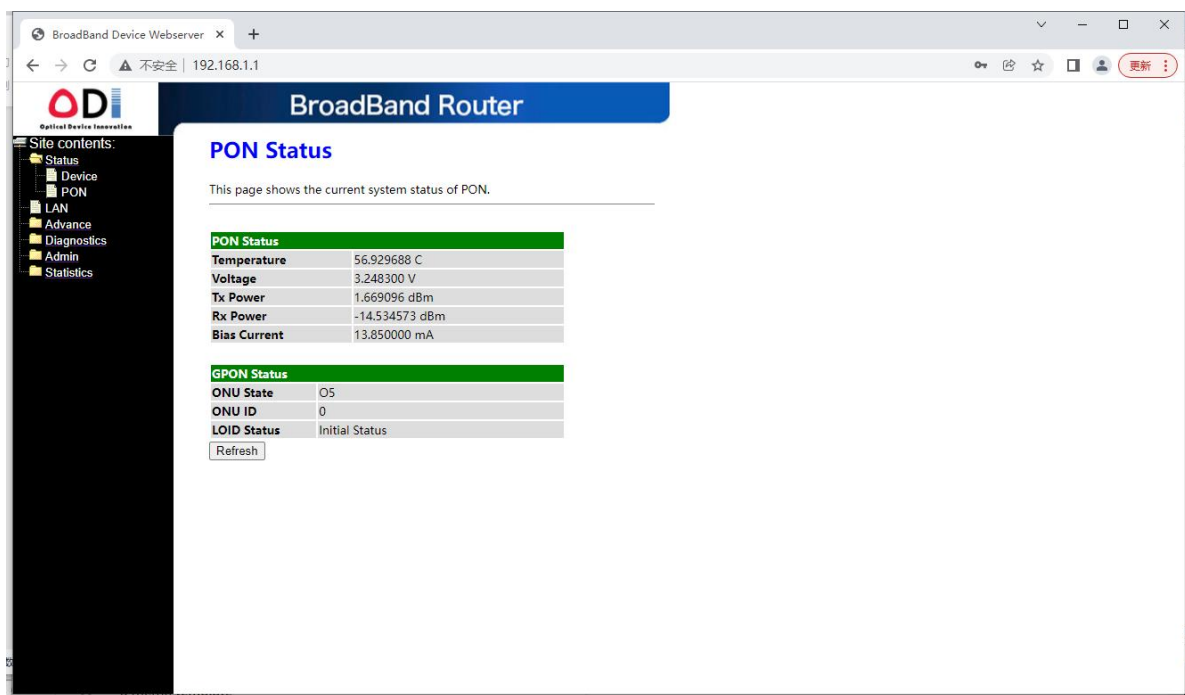 BroadBand Device Webserver
不安全 | 192.168.1.1
更新
ODI
Optical Device Innovation
BroadBand Router
Site contents:
Status
Device
PON
LAN
Advance
Diagnostics
Admin
Statistics
PON Status
This page shows the current system status of PON.
PON Status
Temperature 56.929688 C
Voltage 3.248300 V
Tx Power 1.669096 dBm
Rx Power -14.534573 dBm
Bias Current 13.850000 mA
GPON Status
ONU State O5
ONU ID 0
LOID Status Initial Status
Refresh